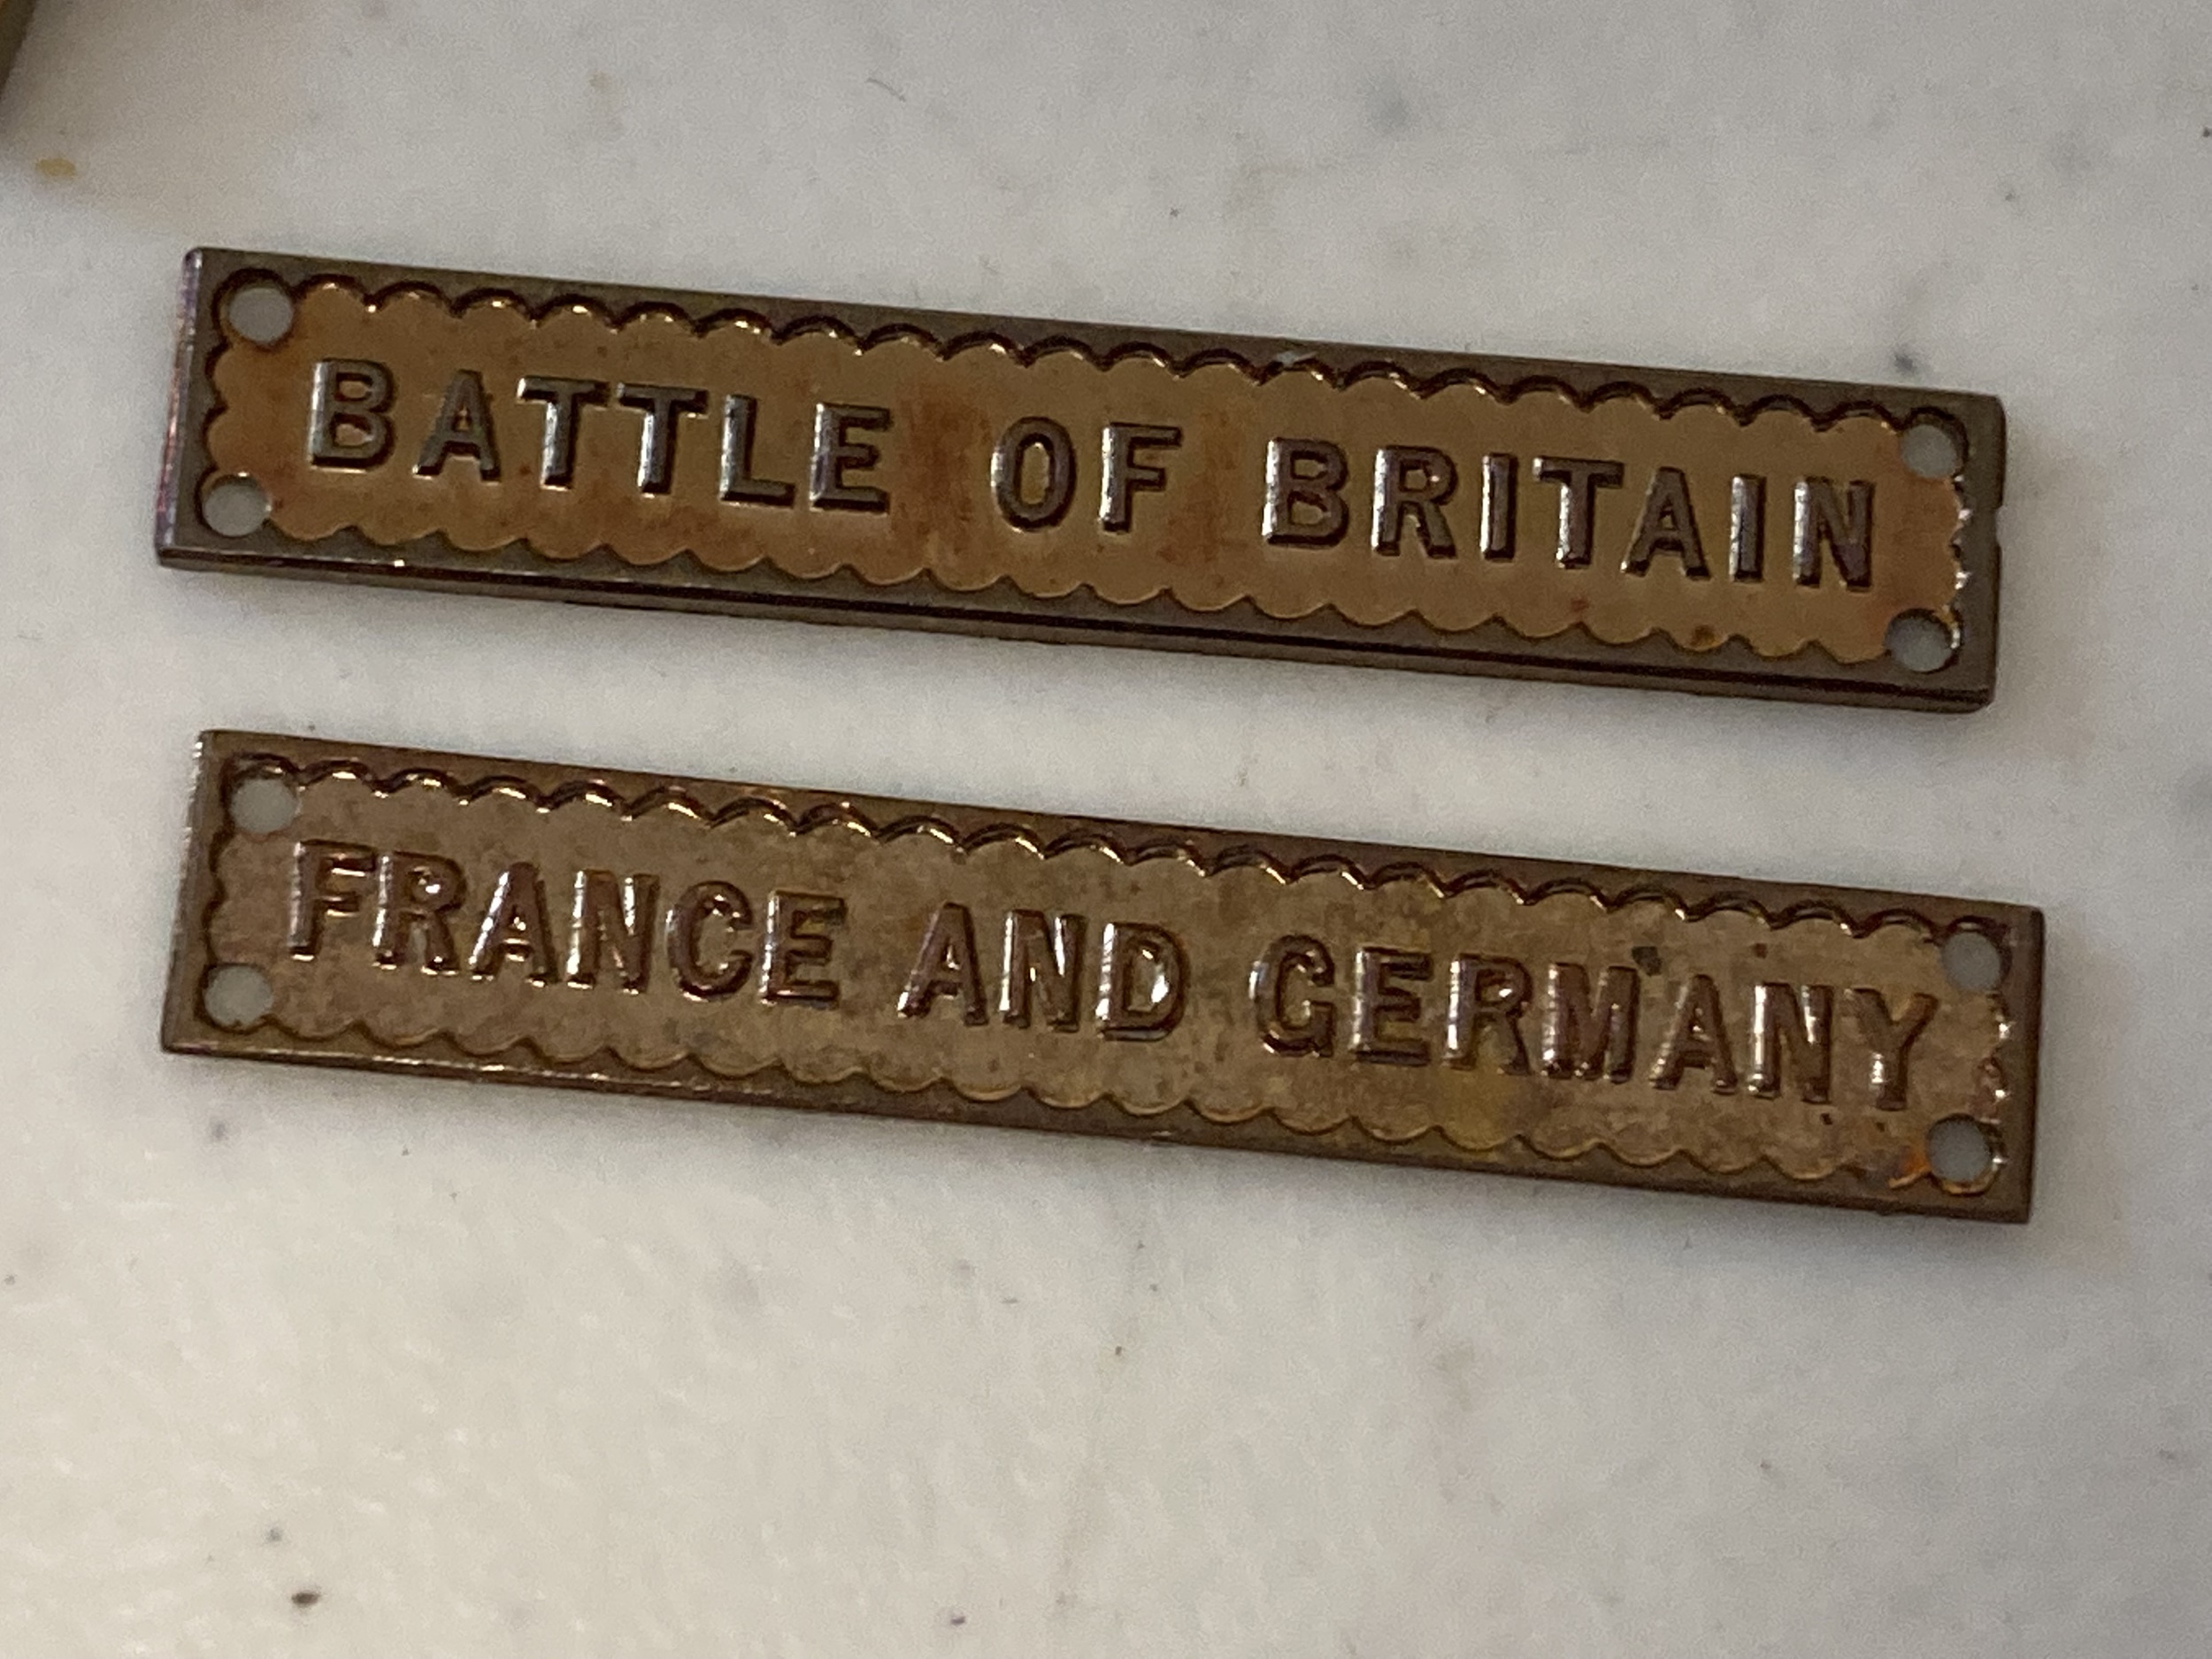 BATTLE OF BRITAIN
FRANCE AND GERMANY